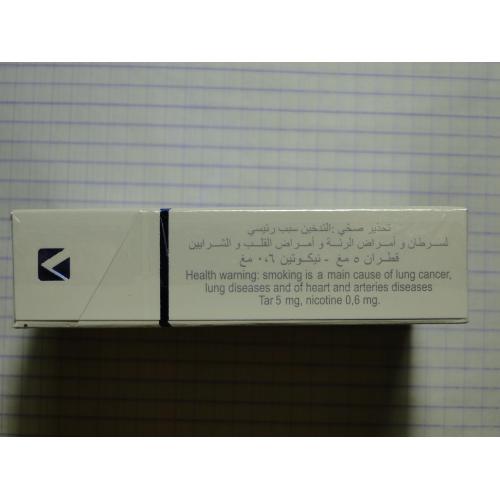 تحذير صحّي :التدخين سبب رئيسي
لسرطان و أمراض الرئة و أمراض القلب و الشرايين
قطران ٥ مغ - نيكوتين ٠،٦ مغ
Health warning: smoking is a main cause of lung cancer,
lung diseases and of heart and arteries diseases
Tar 5 mg, nicotine 0,6 mg.